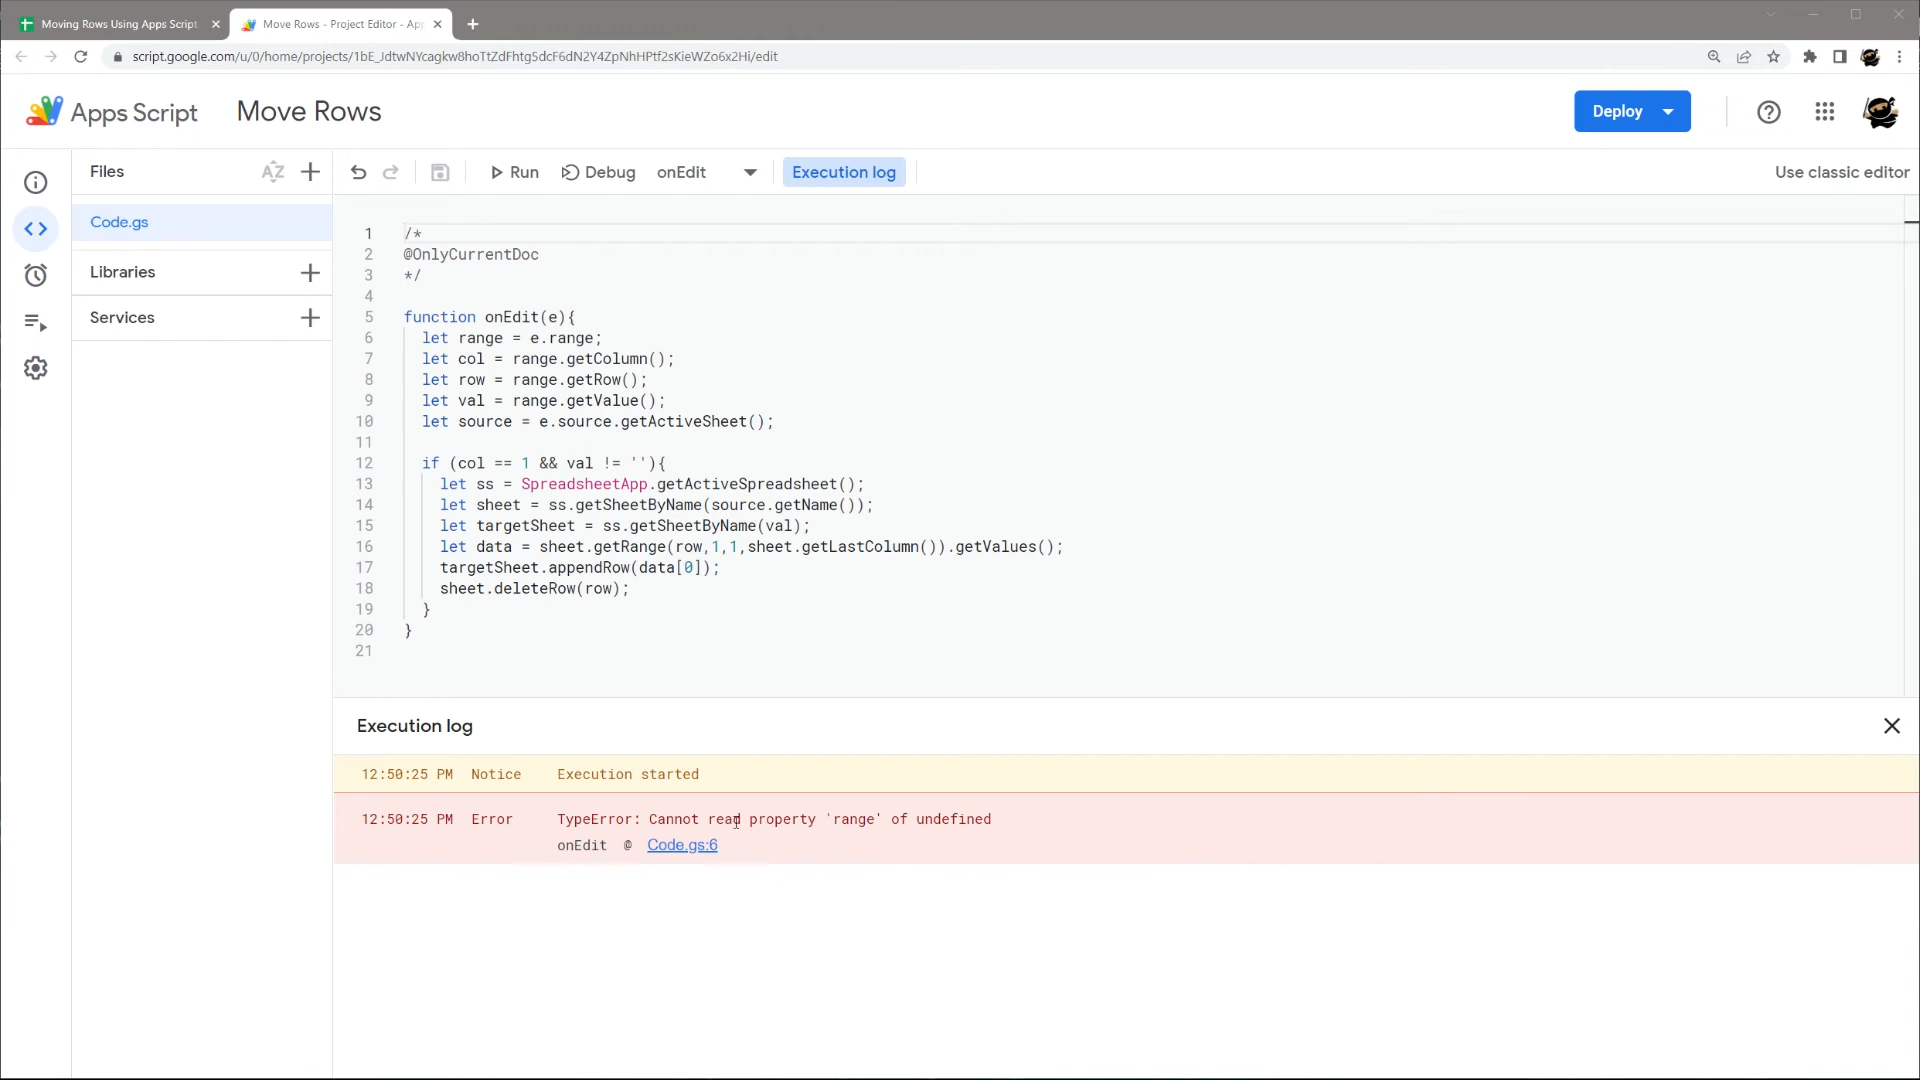 Moving Rows Using Apps Script
Move Rows - Project Editor - App
script.google.com/u/0/home/projects/1bE_JdtwNYcagkw8hoTtZdFhtg5dcF6dN2Y4ZpNhHPtf2sKieWZo6x2Hi/edit
Apps Script
Move Rows
Deploy
Files
AZ
Run
Debug
onEdit
Execution log
Use classic editor
Code.gs
Libraries
Services
1 /*
2 @OnlyCurrentDoc
3 */
4
5 function onEdit(e){
6 let range = e.range;
7 let col = range.getColumn();
8 let row = range.getRow();
9 let val = range.getValue();
10 let source = e.source.getActiveSheet();
11
12 if (col == 1 && val != ''){
13 let ss = SpreadsheetApp.getActiveSpreadsheet();
14 let sheet = ss.getSheetByName(source.getName());
15 let targetSheet = ss.getSheetByName(val);
16 let data = sheet.getRange(row,1,1,sheet.getLastColumn()).getValues();
17 targetSheet.appendRow(data[0]);
18 sheet.deleteRow(row);
19 }
20 }
21
Execution log
12:50:25 PM Notice Execution started
12:50:25 PM Error TypeError: Cannot read property 'range' of undefined
onEdit @ Code.gs:6